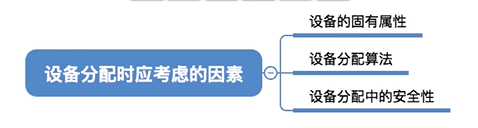 设备的固有属性
设备分配时应考虑的因素
设备分配算法
设备分配中的安全性